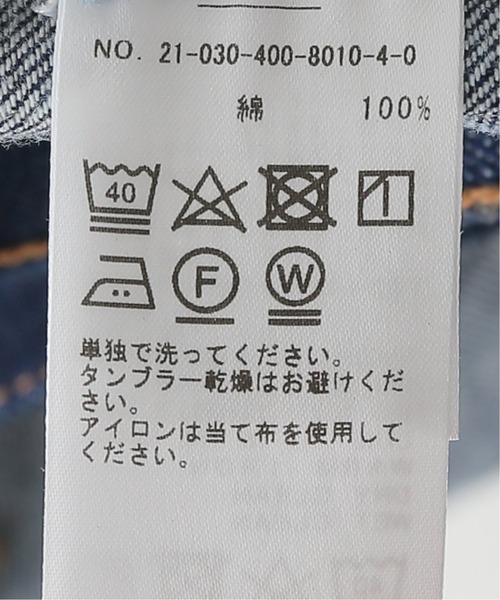 NO. 21-030-400-8010-4-0
綿 100%
40
F W
単独で洗ってください。
タンブラー乾燥はお避けくだ
さい。
アイロンは当て布を使用して
ください。